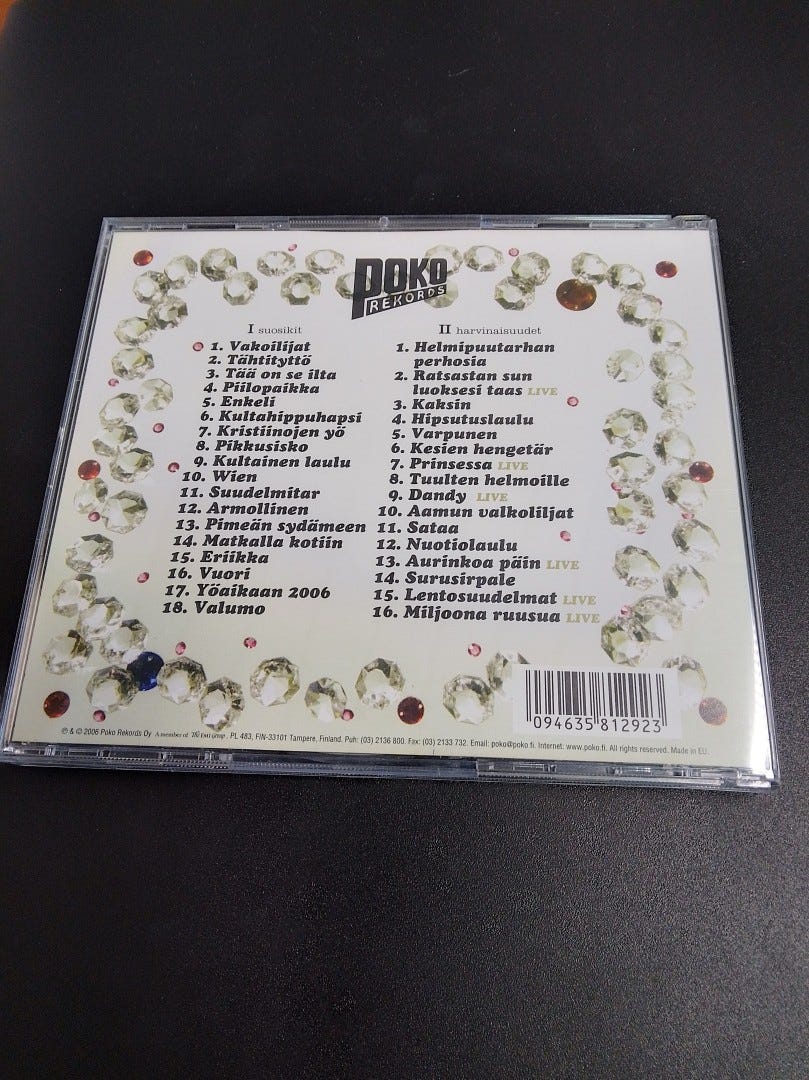 POKO
REKORDS
I suosikit
1. Vakoilijat
2. Tähtityttö
3. Tää on se ilta
4. Piilopaikka
5. Enkeli
6. Kultahippuhapsi
7. Kristiinojen yö
8. Pikkusisko
9. Kultainen laulu
10. Wien
11. Suudelmitar
12. Armollinen
13. Pimeän sydämeen
14. Matkalla kotiin
15. Eriikka
16. Vuori
17. Yöaikaan 2006
18. Valumo
II harvinaisuudet
1. Helmipuutarhan
perhosia
2. Ratsastan sun
luoksesi taas LIVE
3. Kaksin
4. Hipsutuslaulu
5. Varpunen
6. Kesien hengetär
7. Prinsessa LIVE
8. Tuulten helmoille
9. Dandy LIVE
10. Aamun valkoliljat
11. Sataa
12. Nuotiolaulu
13. Aurinkoa päin LIVE
14. Surusirpale
15. Lentosuudelmat LIVE
16. Miljoona ruusua LIVE
094635 812923
℗ & © 2006 Poko Rekords Oy A member of The EMI group, PL 483, FIN-33101 Tampere, Finland. Puh: (03) 2136 800. Fax: (03) 2133 732. Email: poko@poko.fi. Internet: www.poko.fi. All rights reserved. Made in EU.